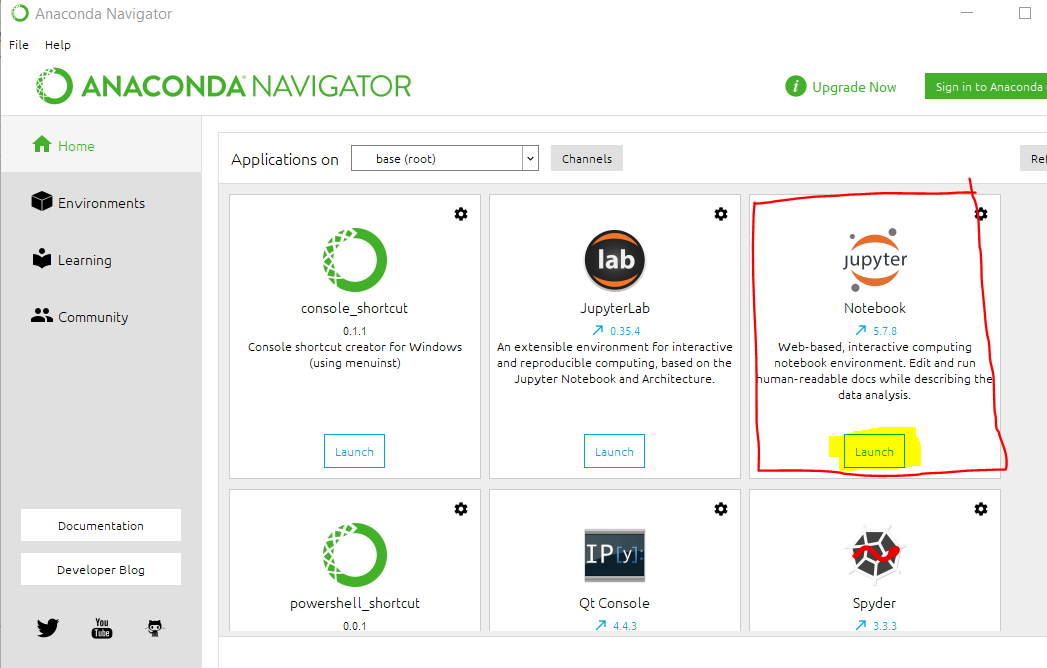 Anaconda Navigator
File Help
ANACONDA NAVIGATOR
i Upgrade Now Sign in to Anaconda
Home
Environments
Learning
Community
Documentation
Developer Blog
You
Tube
Applications on base (root) Channels
console_shortcut
0.1.1
Console shortcut creator for Windows
(using menuinst)
Launch
lab
JupyterLab
0.35.4
An extensible environment for interactive
and reproducible computing, based on the
Jupyter Notebook and Architecture.
Launch
jupyter
Notebook
5.7.8
Web-based, interactive computing
notebook environment. Edit and run
human-readable docs while describing the
data analysis.
Launch
powershell_shortcut
0.0.1
IP[y]:
Qt Console
4.4.3
Spyder
3.3.3